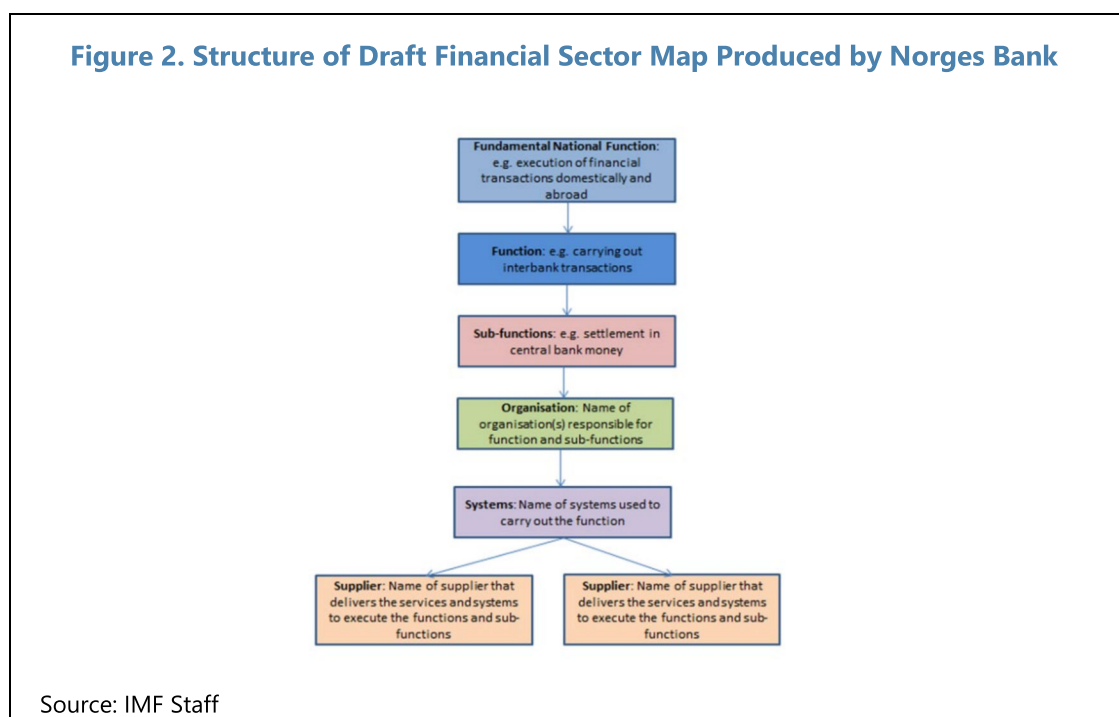 Figure 2. Structure of Draft Financial Sector Map Produced by Norges Bank
Fundamental National Function:
e.g. execution of financial
transactions domestically and
abroad
Function: e.g. carrying out
interbank transactions
Sub-functions: e.g. settlement in
central bank money
Organisation: Name of
organisation(s) responsible for
function and sub-functions
Systems: Name of systems used to
carry out the function
Supplier: Name of supplier that
delivers the services and systems
to execute the functions and sub-
functions
Supplier: Name of supplier that
delivers the services and systems
to execute the functions and sub-
functions
Source: IMF Staff